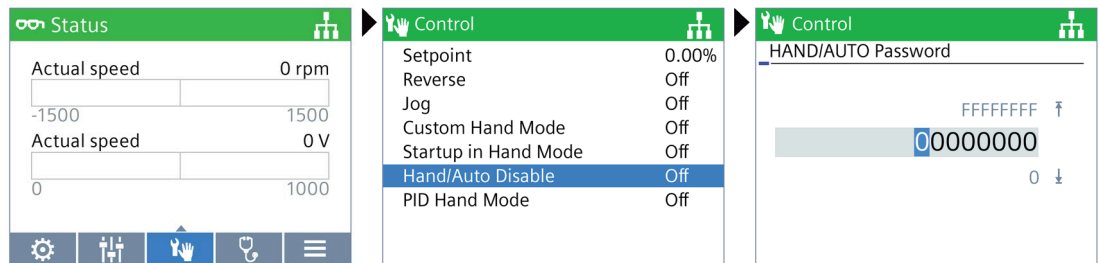 Status
Actual speed 0 rpm
-1500 1500
Actual speed 0 V
0 1000
Control
Setpoint 0.00%
Reverse Off
Jog Off
Custom Hand Mode Off
Startup in Hand Mode Off
Hand/Auto Disable Off
PID Hand Mode Off
Control
HAND/AUTO Password
FFFFFFFF
00000000
0